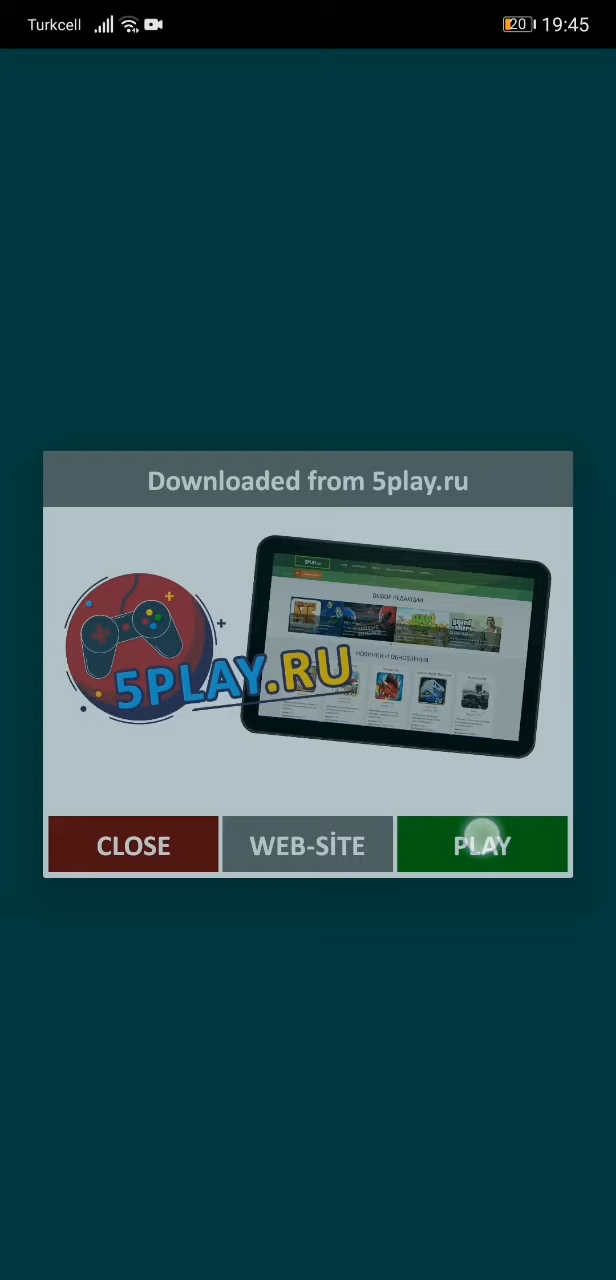 Turkcell
20
19:45
Downloaded from 5play.ru
ВЫБОР РЕДАКЦИИ
НОВИНКИ И ОБНОВЛЕНИЯ
5PLAY.RU
CLOSE
WEB-SİTE
PLAY